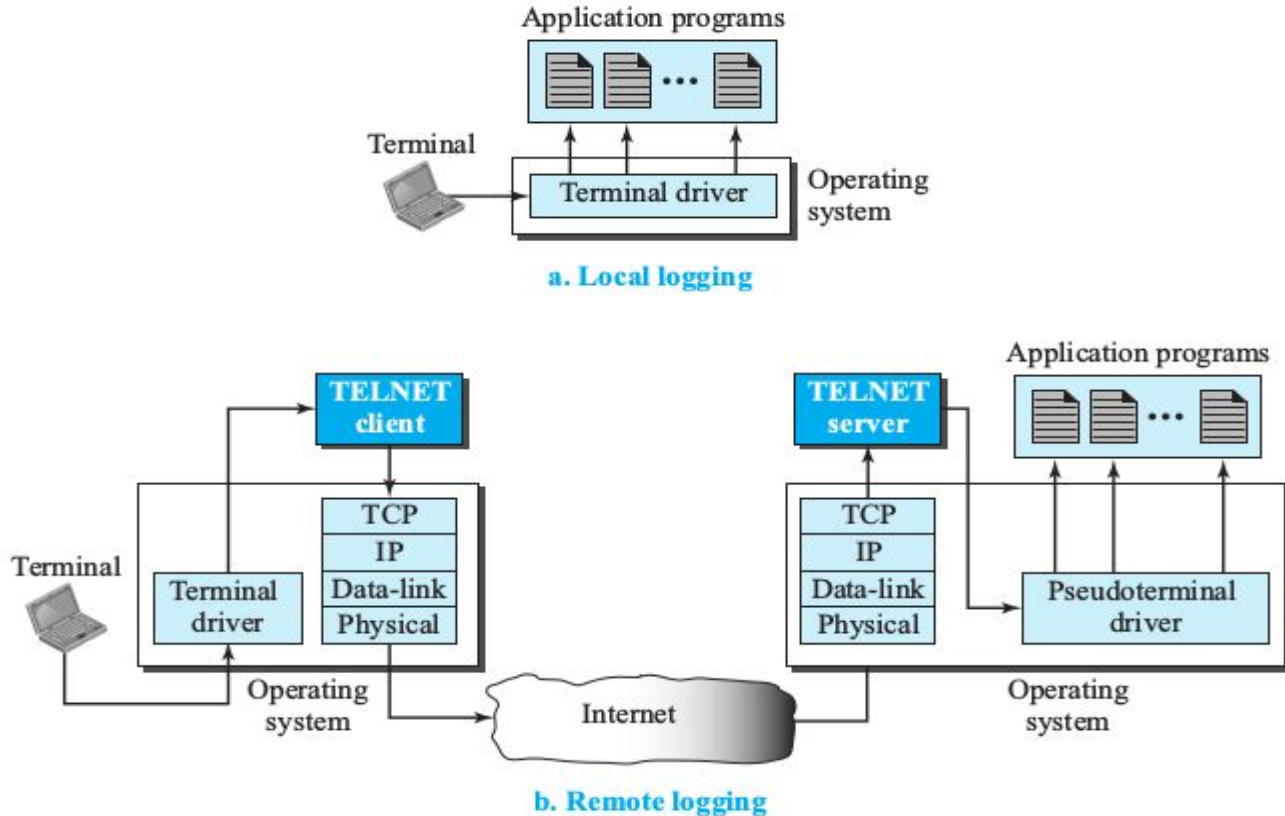 Application programs
Terminal
Terminal driver
Operating
system
a. Local logging
TELNET
client
TELNET
server
Application programs
TCP
IP
Data-link
Physical
Terminal
Terminal
driver
Operating
system
Internet
TCP
IP
Data-link
Physical
Pseudoterminal
driver
Operating
system
b. Remote logging